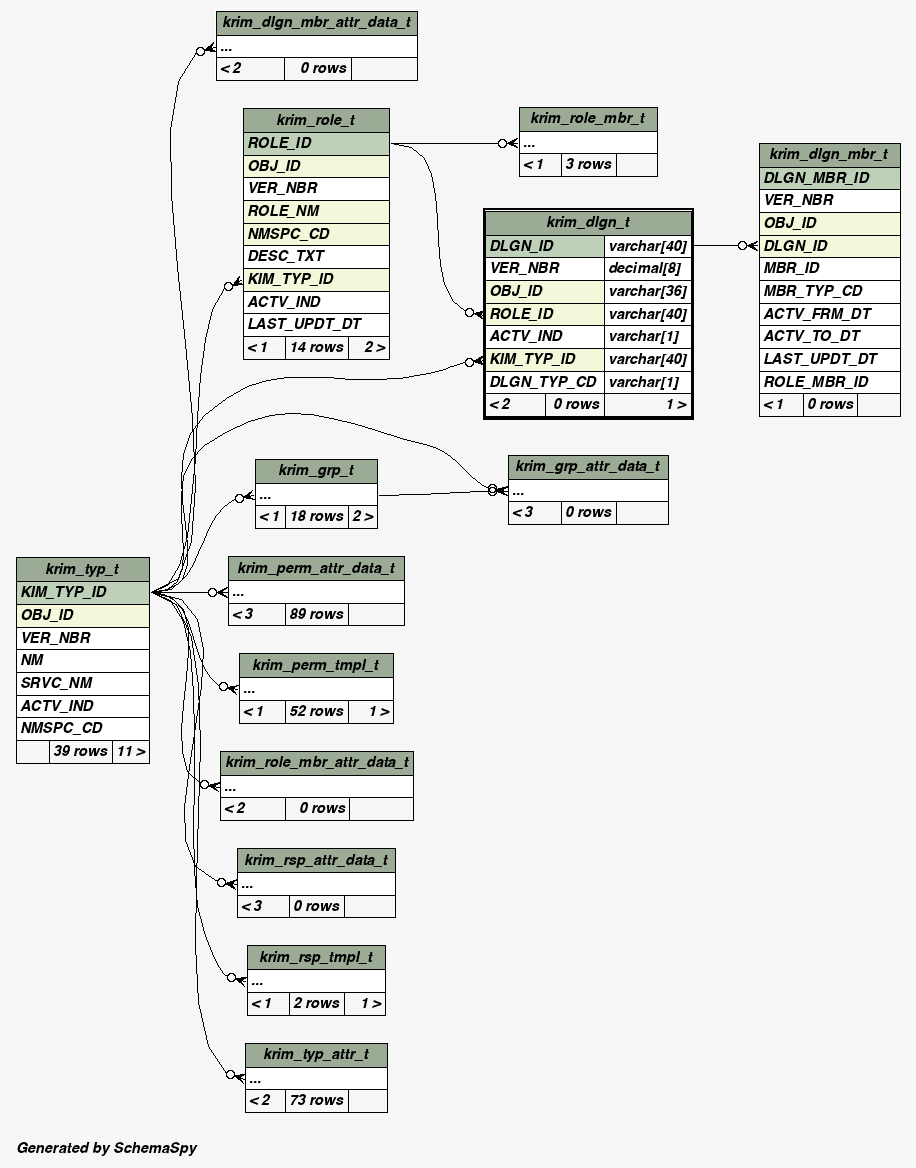 krim_dlgn_mbr_attr_data_t
...
< 2 0 rows
krim_role_t
ROLE_ID
OBJ_ID
VER_NBR
ROLE_NM
NMSPC_CD
DESC_TXT
KIM_TYP_ID
ACTV_IND
LAST_UPDT_DT
< 1 14 rows 2 >
krim_role_mbr_t
...
< 1 3 rows
krim_dlgn_t
DLGN_ID varchar[40]
VER_NBR decimal[8]
OBJ_ID varchar[36]
ROLE_ID varchar[40]
ACTV_IND varchar[1]
KIM_TYP_ID varchar[40]
DLGN_TYP_CD varchar[1]
< 2 0 rows 1 >
krim_dlgn_mbr_t
DLGN_MBR_ID
VER_NBR
OBJ_ID
DLGN_ID
MBR_ID
MBR_TYP_CD
ACTV_FRM_DT
ACTV_TO_DT
LAST_UPDT_DT
ROLE_MBR_ID
< 1 0 rows
krim_grp_t
...
< 1 18 rows 2 >
krim_grp_attr_data_t
...
< 3 0 rows
krim_typ_t
KIM_TYP_ID
OBJ_ID
VER_NBR
NM
SRVC_NM
ACTV_IND
NMSPC_CD
39 rows 11 >
krim_perm_attr_data_t
...
< 3 89 rows
krim_perm_tmpl_t
...
< 1 52 rows 1 >
krim_role_mbr_attr_data_t
...
< 2 0 rows
krim_rsp_attr_data_t
...
< 3 0 rows
krim_rsp_tmpl_t
...
< 1 2 rows 1 >
krim_typ_attr_t
...
< 2 73 rows
Generated by SchemaSpy